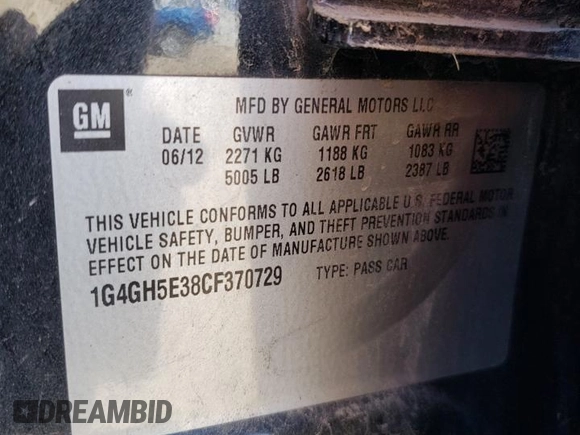 GM ®
MFD BY GENERAL MOTORS LLC
DATE GVWR GAWR FRT GAWR RR
06/12 2271 KG 1188 KG 1083 KG
5005 LB 2618 LB 2387 LB
THIS VEHICLE CONFORMS TO ALL APPLICABLE U.S. FEDERAL MOTOR
VEHICLE SAFETY, BUMPER, AND THEFT PREVENTION STANDARDS IN
EFFECT ON THE DATE OF MANUFACTURE SHOWN ABOVE.
1G4GH5E38CF370729 TYPE: PASS CAR
DREAMBID